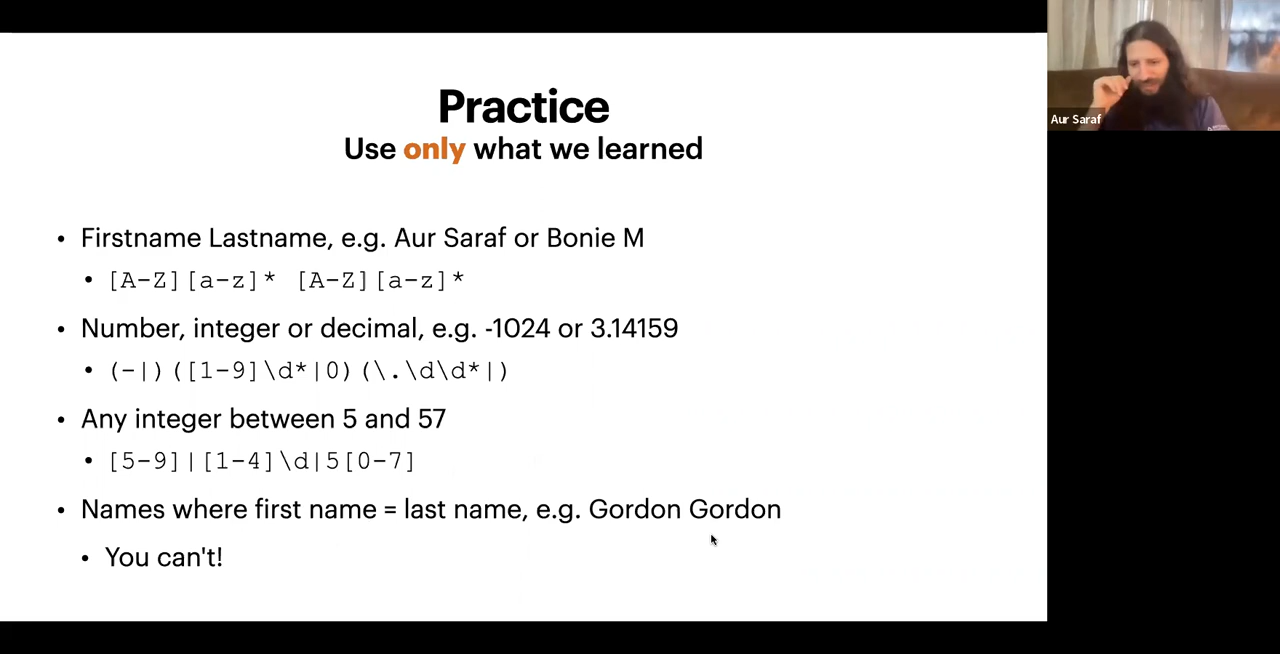 Practice
Use only what we learned
• Firstname Lastname, e.g. Aur Saraf or Bonie M
• [A-Z][a-z]* [A-Z][a-z]*
• Number, integer or decimal, e.g. -1024 or 3.14159
• (-|)([1-9]\d*|0)(\.\d\d*|)
• Any integer between 5 and 57
• [5-9]|[1-4]\d|5[0-7]
• Names where first name = last name, e.g. Gordon Gordon
• You can't!
Aur Saraf